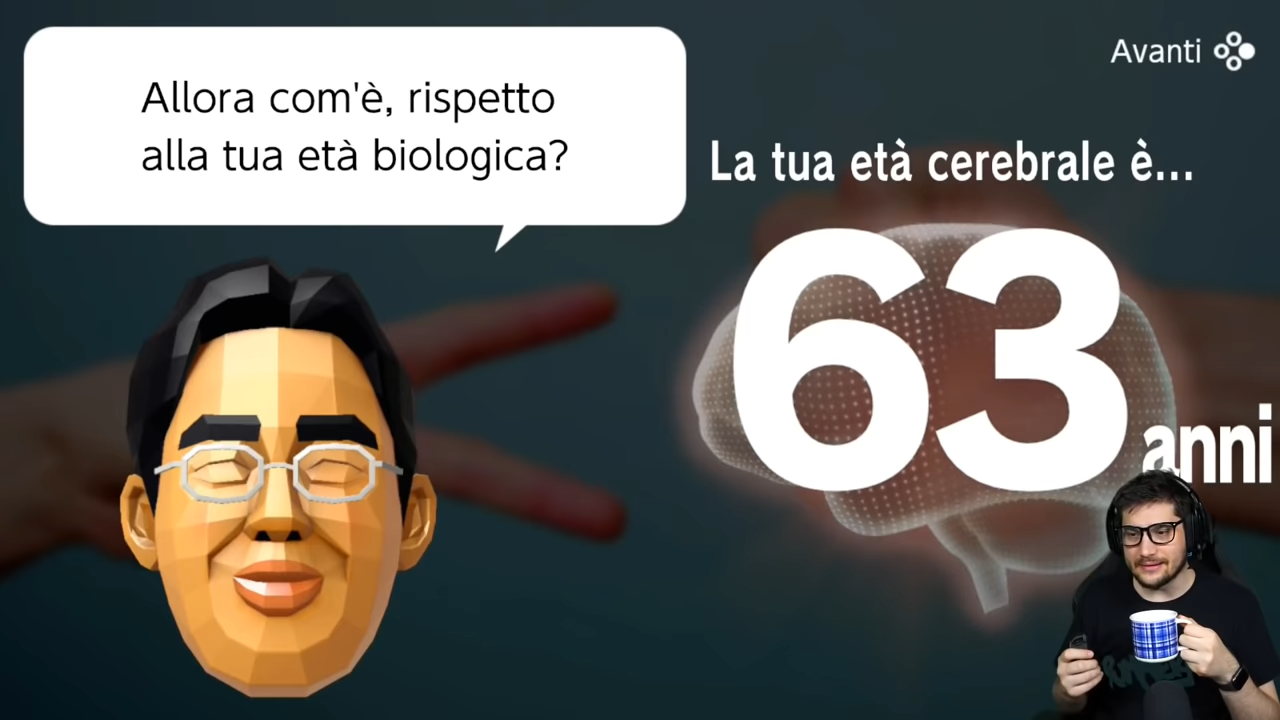 Allora com'è, rispetto
alla tua età biologica?
Avanti
La tua età cerebrale è...
63
anni